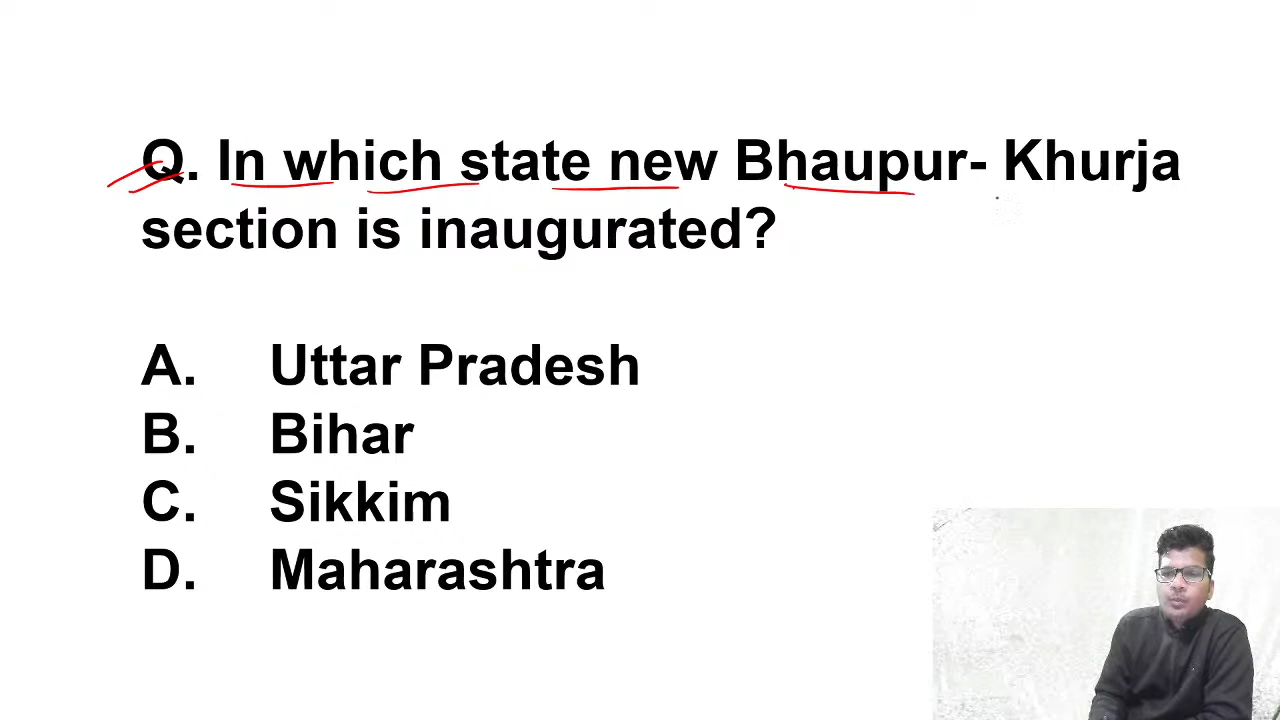 Q. In which state new Bhaupur- Khurja
section is inaugurated?
A. Uttar Pradesh
B. Bihar
C. Sikkim
D. Maharashtra